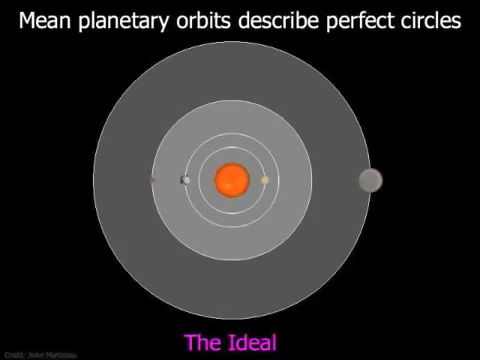 Mean planetary orbits describe perfect circles
The Ideal
Credit: John Martineau